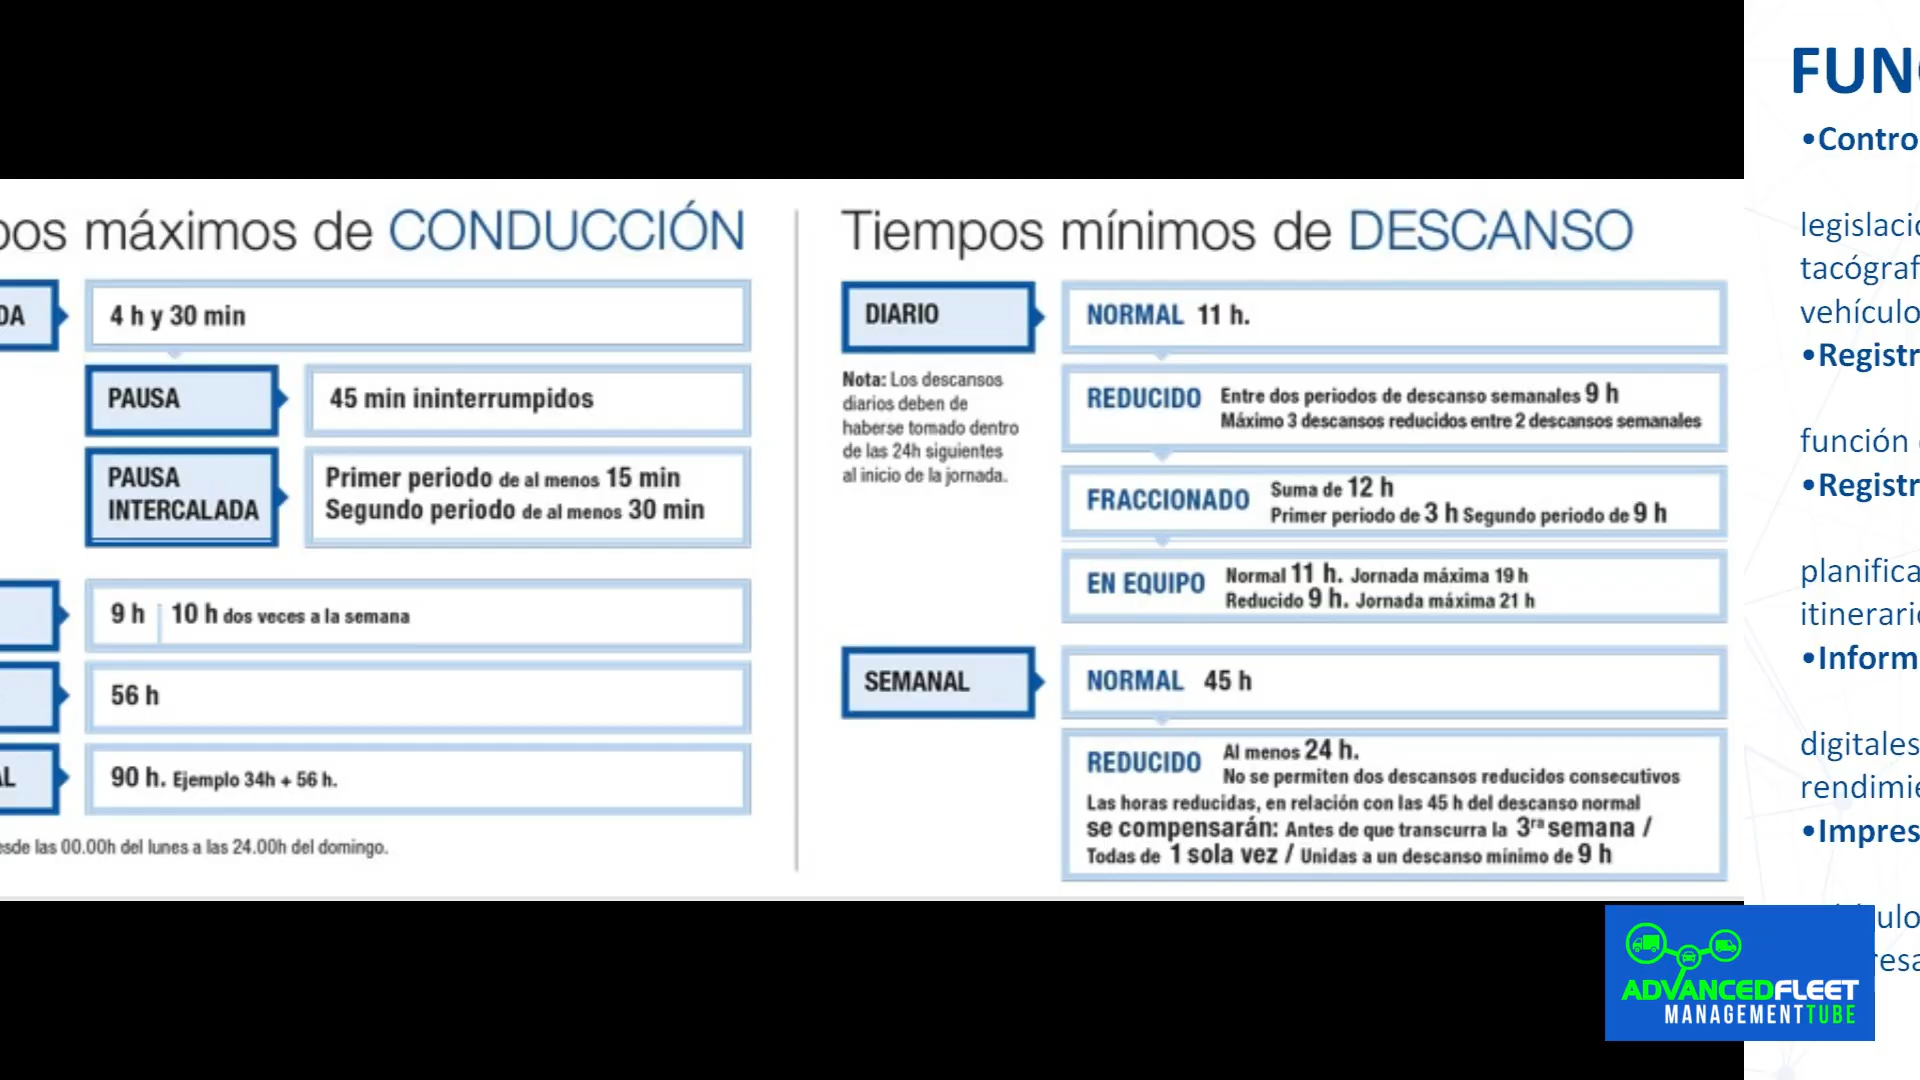 pos máximos de CONDUCCIÓN
DA
4 h y 30 min
PAUSA
45 min ininterrumpidos
PAUSA
INTERCALADA
Primer periodo de al menos 15 min
Segundo periodo de al menos 30 min
9 h 10 h dos veces a la semana
56 h
AL
90 h. Ejemplo 34h + 56 h.
esde las 00.00h del lunes a las 24.00h del domingo.
Tiempos mínimos de DESCANSO
DIARIO
NORMAL 11 h.
Nota: Los descansos
diarios deben de
haberse tomado dentro
de las 24h siguientes
al inicio de la jornada.
REDUCIDO Entre dos periodos de descanso semanales 9 h
Máximo 3 descansos reducidos entre 2 descansos semanales
FRACCIONADO Suma de 12 h
Primer periodo de 3 h Segundo periodo de 9 h
EN EQUIPO Normal 11 h. Jornada máxima 19 h
Reducido 9 h. Jornada máxima 21 h
SEMANAL
NORMAL 45 h
REDUCIDO Al menos 24 h.
No se permiten dos descansos reducidos consecutivos
Las horas reducidas, en relación con las 45 h del descanso normal
se compensarán: Antes de que transcurra la 3ra semana /
Todas de 1 sola vez / Unidas a un descanso mínimo de 9 h
FUN
•Contro
legislaci
tacógraf
vehículo
•Registr
función
•Registr
planifica
itinerari
•Inform
digitales
rendimie
•Impres
ulo
resa
ADVANCEDFLEET
MANAGEMENTTUBE